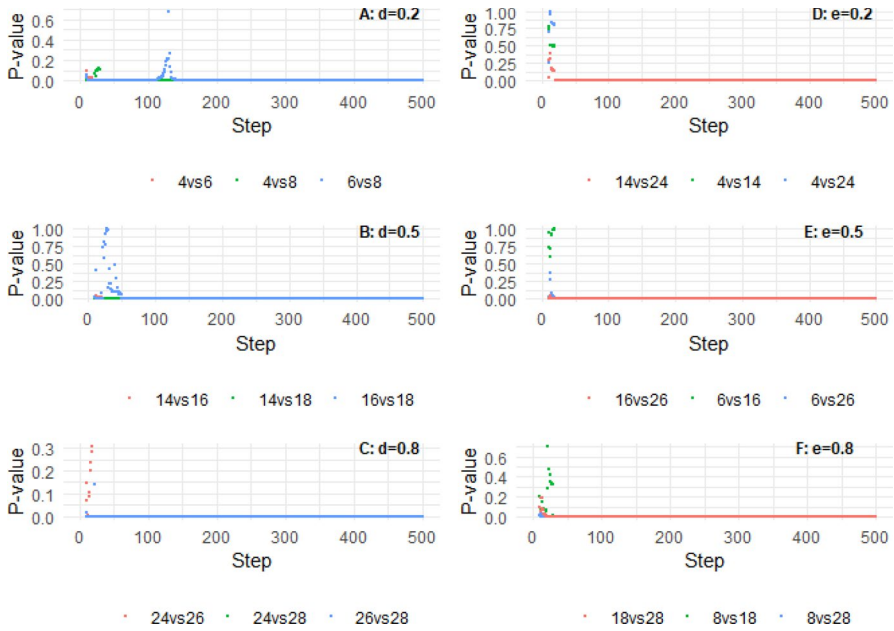 A: d=0.2
P-value
0.6
0.4
0.2
0.0
0 100 200 300 400 500
Step
4vs6 4vs8 6vs8
B: d=0.5
P-value
1.00
0.75
0.50
0.25
0.00
0 100 200 300 400 500
Step
14vs16 14vs18 16vs18
C: d=0.8
P-value
0.3
0.2
0.1
0.0
0 100 200 300 400 500
Step
24vs26 24vs28 26vs28
D: e=0.2
P-value
1.00
0.75
0.50
0.25
0.00
0 100 200 300 400 500
Step
14vs24 4vs14 4vs24
E: e=0.5
P-value
1.00
0.75
0.50
0.25
0.00
0 100 200 300 400 500
Step
16vs26 6vs16 6vs26
F: e=0.8
P-value
0.6
0.4
0.2
0.0
0 100 200 300 400 500
Step
18vs28 8vs18 8vs28